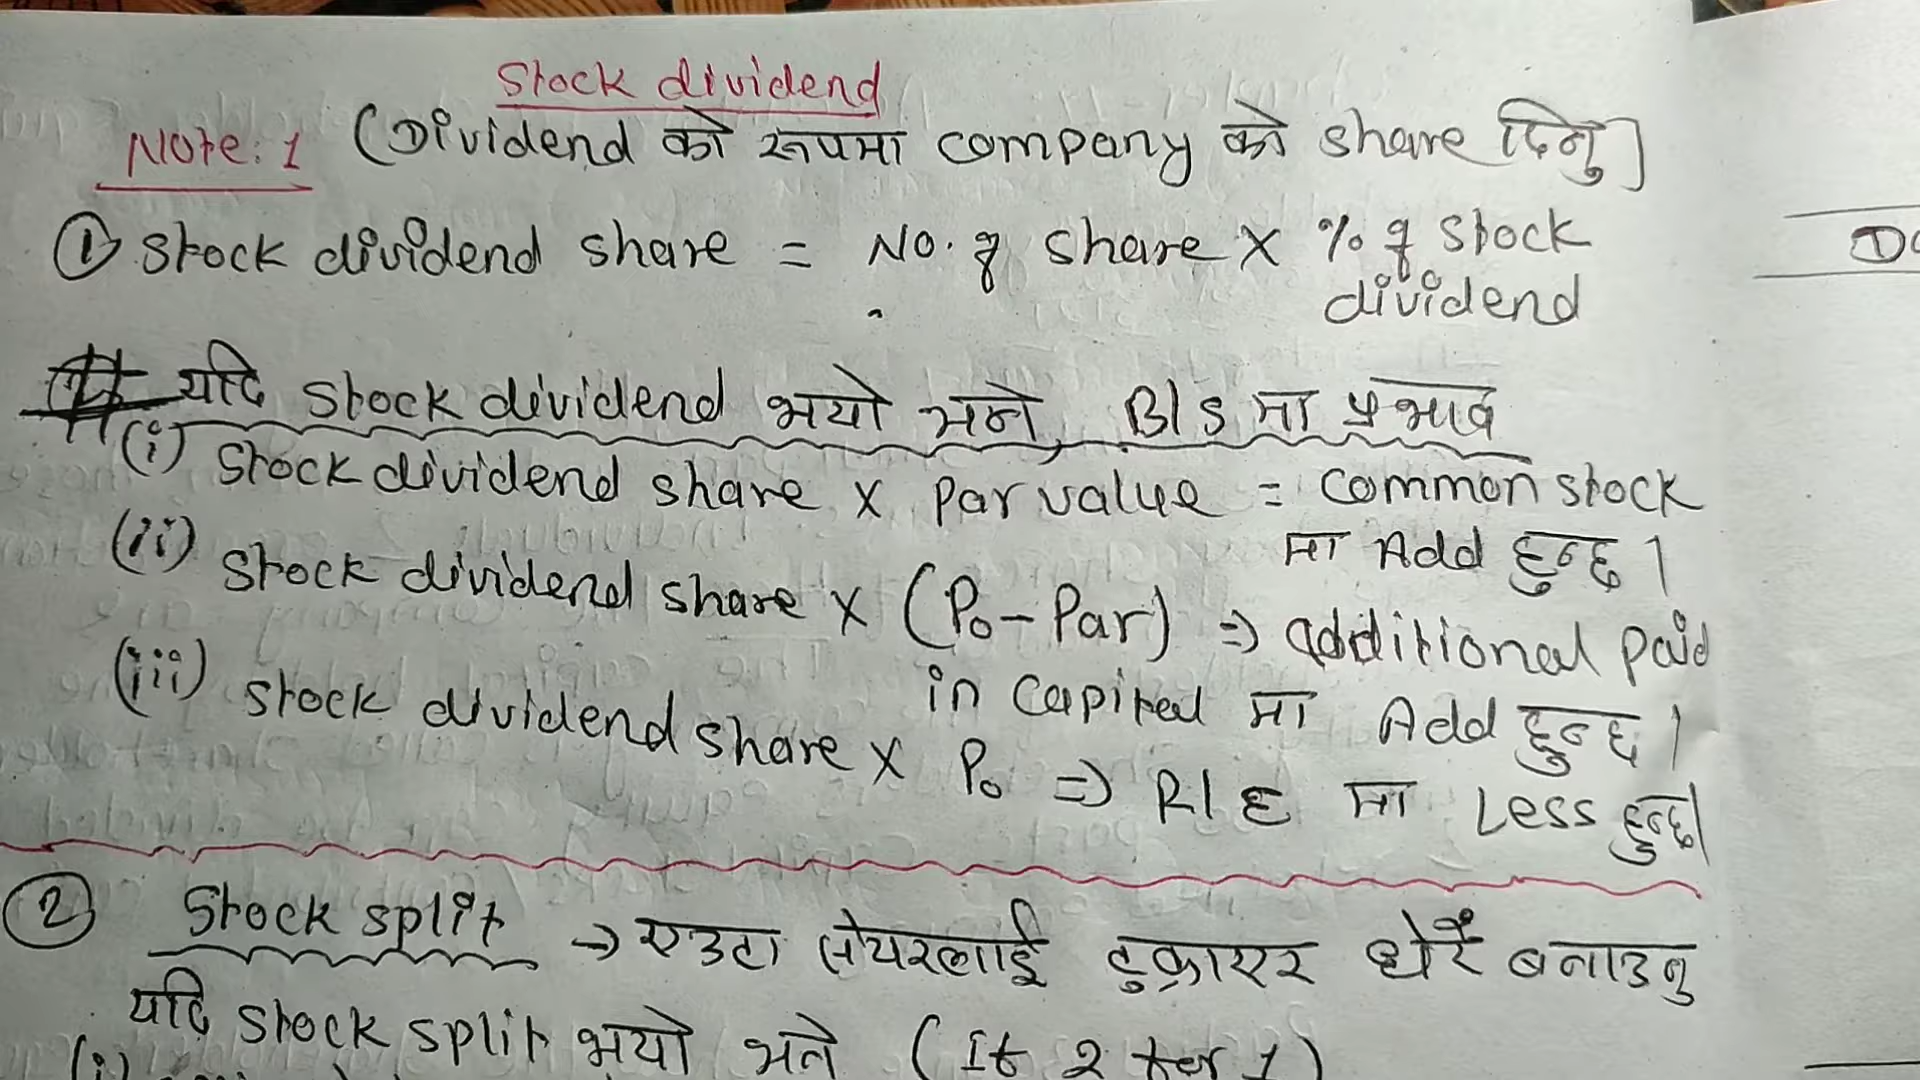 Stock dividend
Note: 1 (Dividend को रूपमा company को share दिनु)
① Stock dividend share = No. of share × % of Stock
dividend
यदि stock dividend भयो भने, B/S मा प्रभाव
(i) Stock dividend share × Par value = common stock
मा Add हुन्छ।
(ii) Stock dividend share × (P₀ - Par) ⇒ additional paid
in capital मा Add हुन्छ।
(iii) stock dividend share × P₀ ⇒ R/E मा Less हुन्छ।
② Stock split → एउटा सेयरलाई टुक्राएर धेरै बनाउनु
यदि stock split भयो भने (If 2 for 1)
(i)